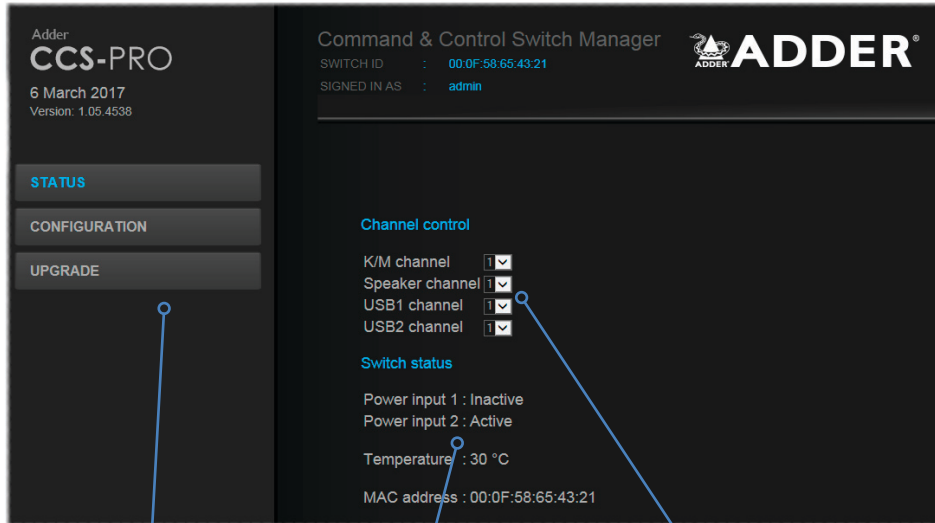 Adder
CCS-PRO
6 March 2017
Version: 1.05.4538
STATUS
CONFIGURATION
UPGRADE
Command & Control Switch Manager
SWITCH ID : 00:0F:58:65:43:21
SIGNED IN AS : admin
ADDER
ADDER®
Channel control
K/M channel 1
Speaker channel 1
USB1 channel 1
USB2 channel 1
Switch status
Power input 1 : Inactive
Power input 2 : Active
Temperature : 30 °C
MAC address : 00:0F:58:65:43:21